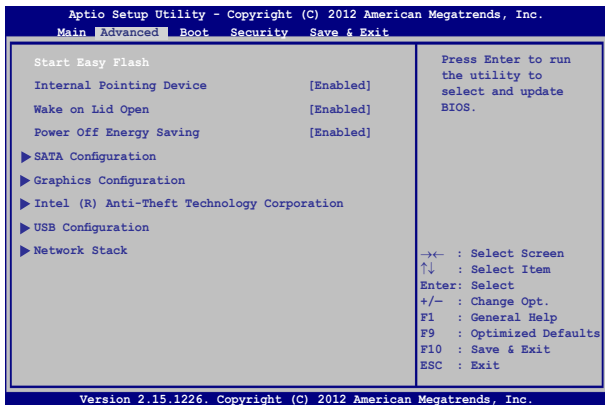 Aptio Setup Utility - Copyright (C) 2012 American Megatrends, Inc.
Main Advanced Boot Security Save & Exit
Start Easy Flash
Internal Pointing Device [Enabled]
Wake on Lid Open [Enabled]
Power Off Energy Saving [Enabled]
SATA Configuration
Graphics Configuration
Intel (R) Anti-Theft Technology Corporation
USB Configuration
Network Stack
Press Enter to run
the utility to
select and update
BIOS.
→← : Select Screen
↑↓ : Select Item
Enter: Select
+/— : Change Opt.
F1 : General Help
F9 : Optimized Defaults
F10 : Save & Exit
ESC : Exit
Version 2.15.1226. Copyright (C) 2012 American Megatrends, Inc.